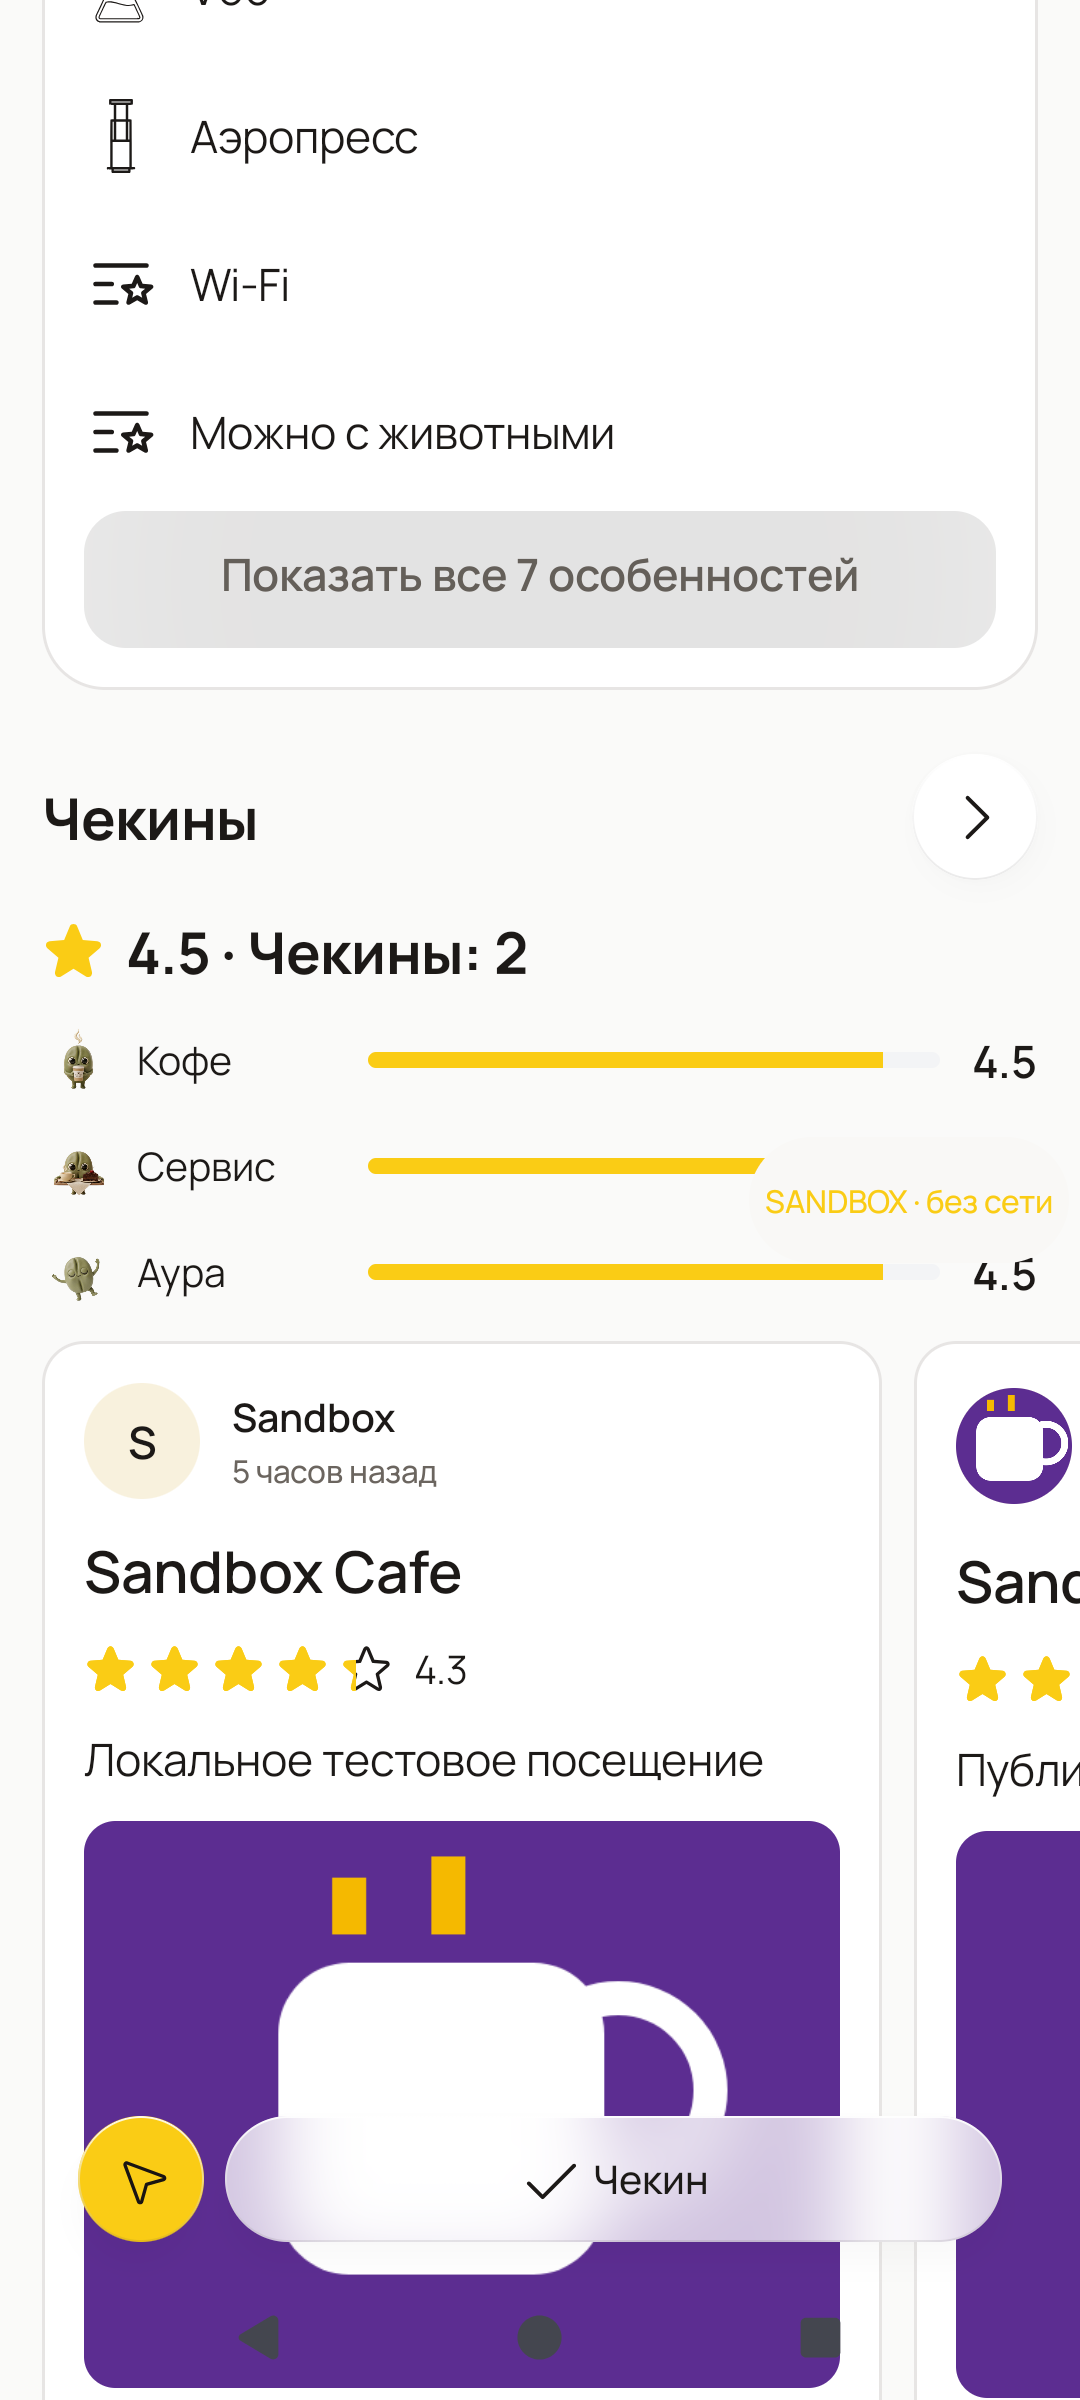 Аэропресс
Wi-Fi
Можно с животными
Показать все 7 особенностей
Чекины
4.5 · Чекины: 2
Кофе 4.5
Сервис
SANDBOX · без сети
Аура 4.5
S
Sandbox
5 часов назад
Sandbox Cafe
4.3
Локальное тестовое посещение
Чекин